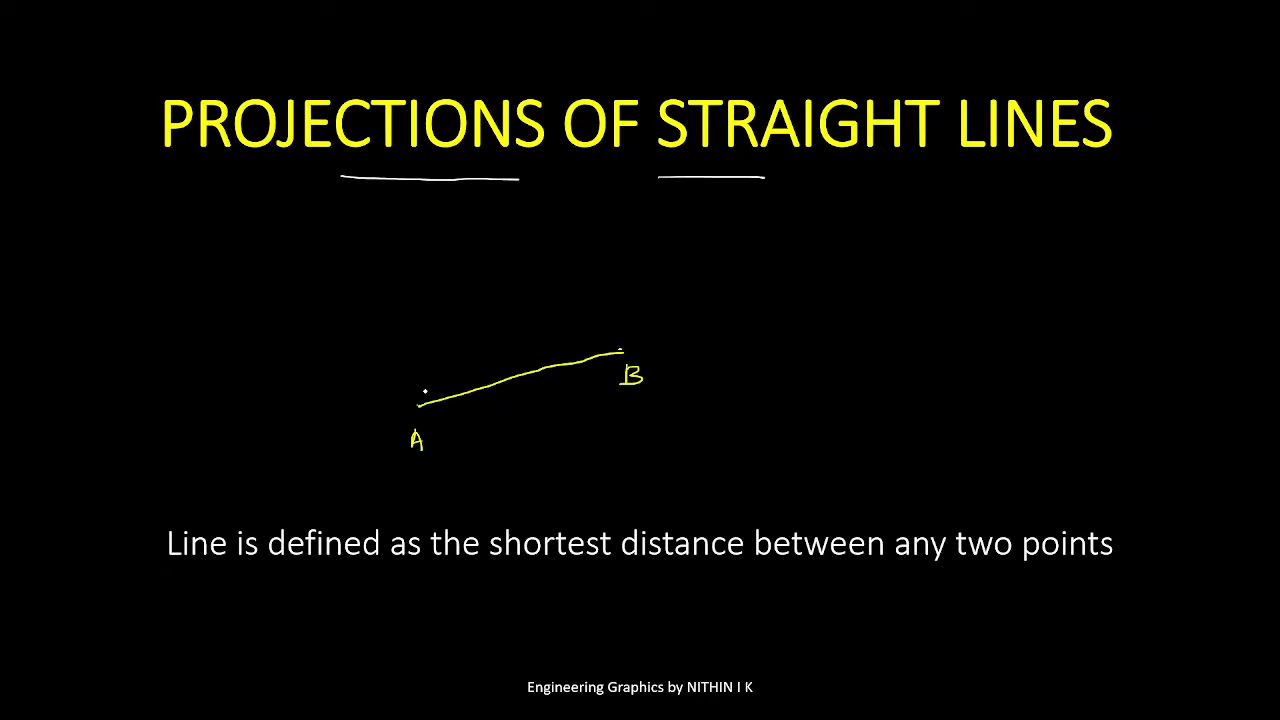 PROJECTIONS OF STRAIGHT LINES
B
A
Line is defined as the shortest distance between any two points
Engineering Graphics by NITHIN I K